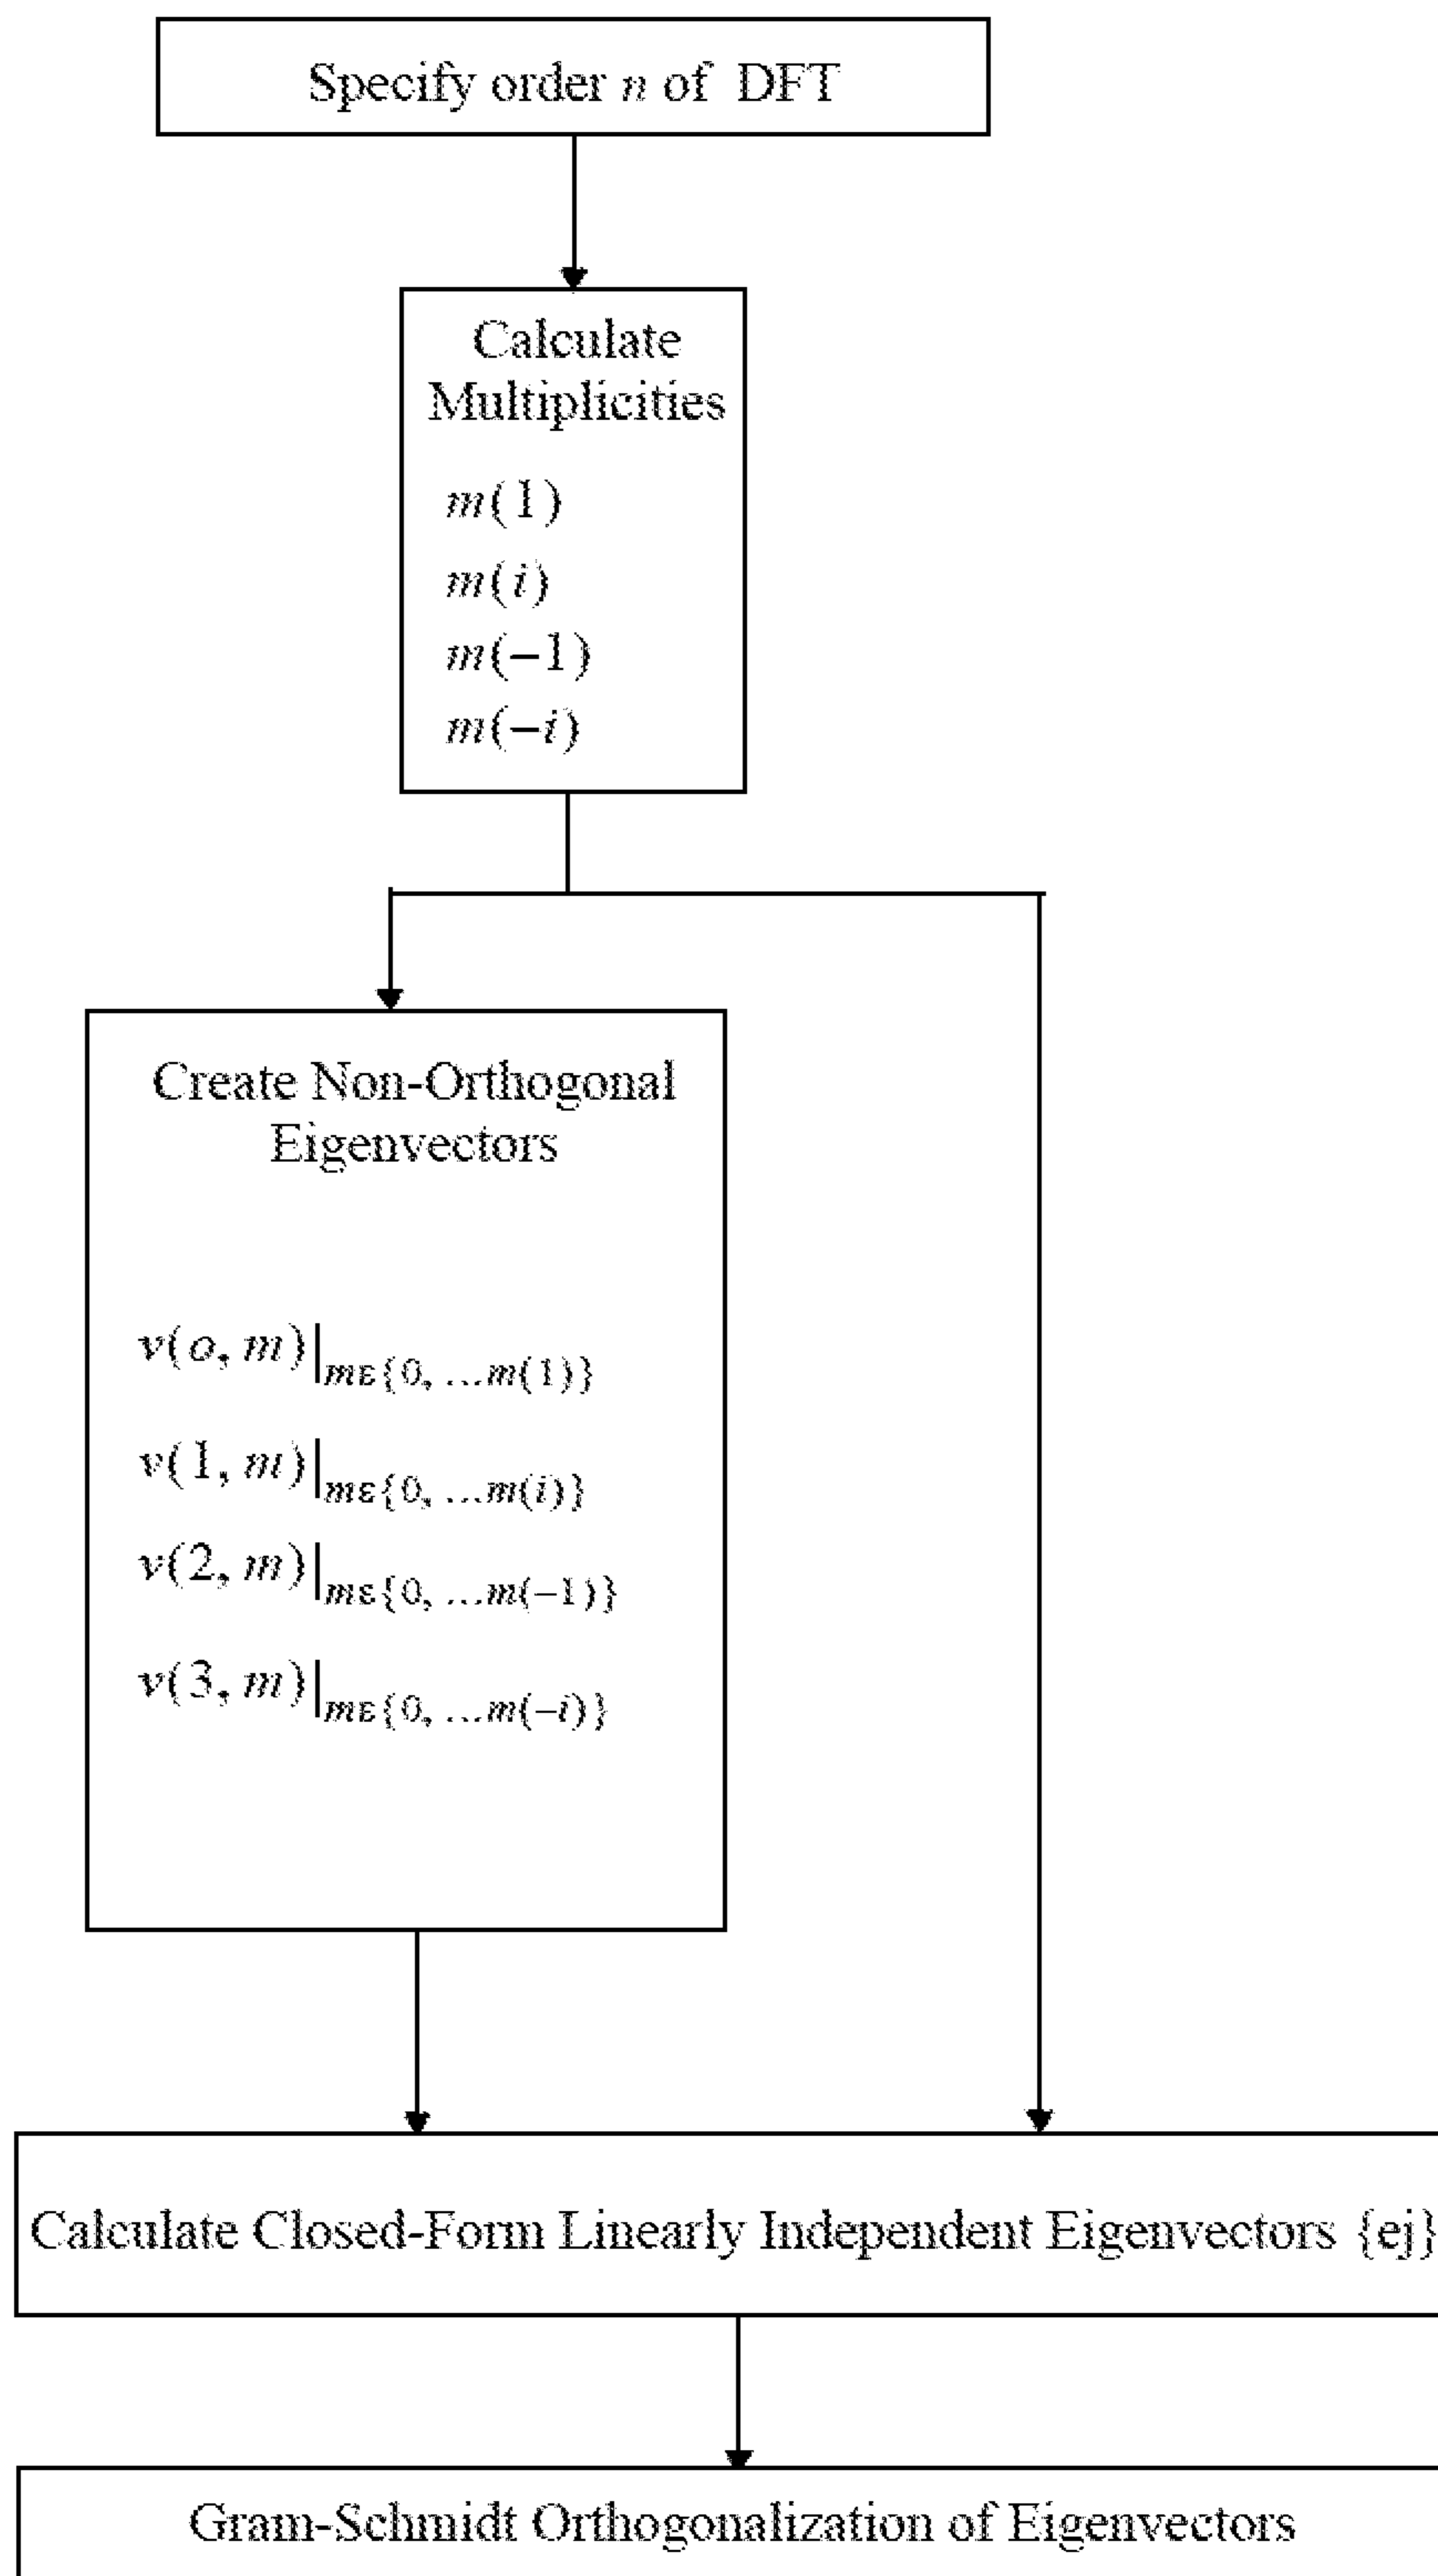 Specify order n of DFT
Calculate
Multiplicities
m(1)
m(i)
m(−1)
m(−i)
Create Non-Orthogonal
Eigenvectors
v(o, m)|mε{0, ...m(1)}
v(1, m)|mε{0, ...m(i)}
v(2, m)|mε{0, ...m(−1)}
v(3, m)|mε{0, ...m(−i)}
Calculate Closed-Form Linearly Independent Eigenvectors {ej}
Gram-Schmidt Orthogonalization of Eigenvectors